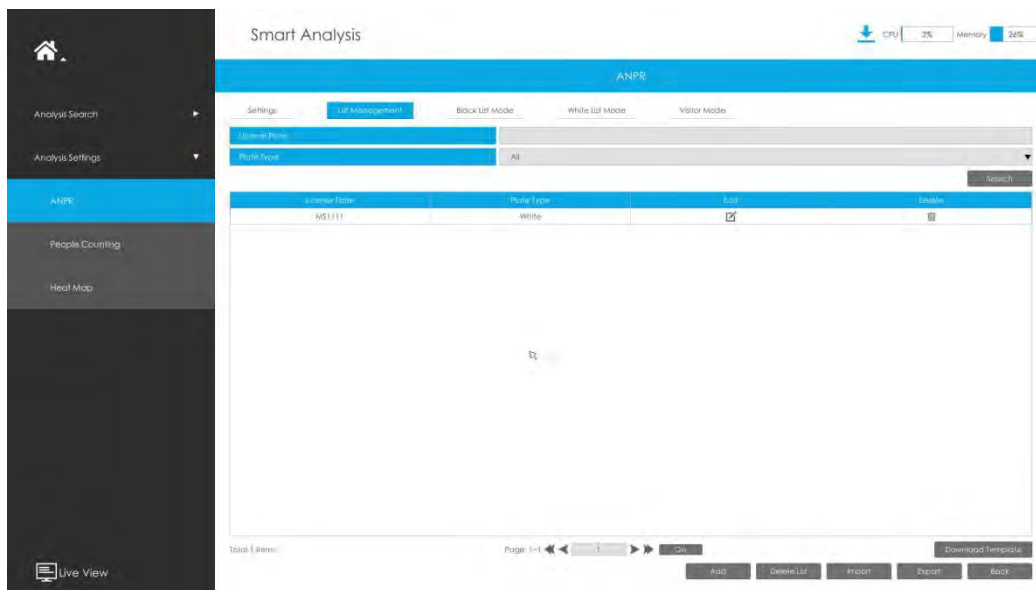 Smart Analysis
CPU 3% Memory 26%
ANPR
Analysis Search
Analysis Settings
ANPR
People Counting
Heat Map
Live View
Settings List Management Black List Mode White List Mode Visitor Mode
License Plate
Plate Type All
Search
License Plate Plate Type Edit Delete
MS1111 White
Total 1 items Page: 1-1 1 Go Download Template
Add Delete List Import Export Back